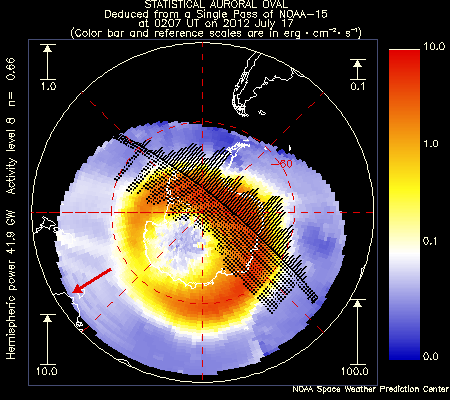 STATISTICAL AURORAL OVAL
Deduced from a Single Pass of NOAA-15
at 0207 UT on 2012 July 17
(Color bar and reference scales are in erg · cm⁻² · s⁻¹)
Hemispheric power 41.9 GW   Activity level 8   n= 0.66
1.0
0.1
10.0
100.0
-60
10.0
1.0
0.1
0.0
NOAA Space Weather Prediction Center